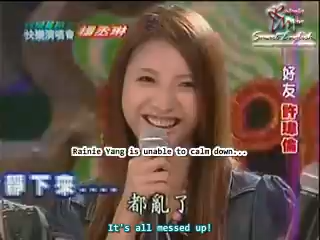 快樂演唱會
楊丞琳
好友
許瑋倫
Rainie Yang is unable to calm down...
靜下來....
都亂了
It's all messed up!